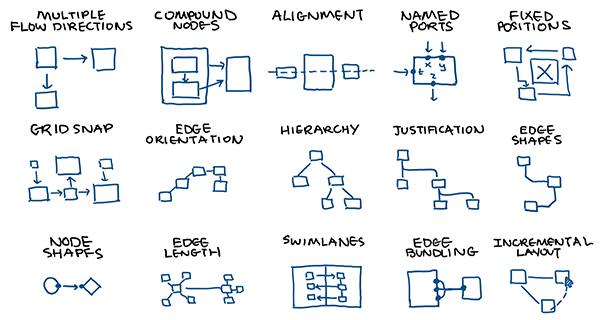 MULTIPLE
FLOW DIRECTIONS
COMPOUND
NODES
ALIGNMENT
NAMED
PORTS
x y
t
z
FIXED
POSITIONS
X
GRID SNAP
EDGE
ORIENTATION
HIERARCHY
JUSTIFICATION
EDGE
SHAPES
NODE
SHAPES
EDGE
LENGTH
SWIMLANES
EDGE
BUNDLING
INCREMENTAL
LAYOUT